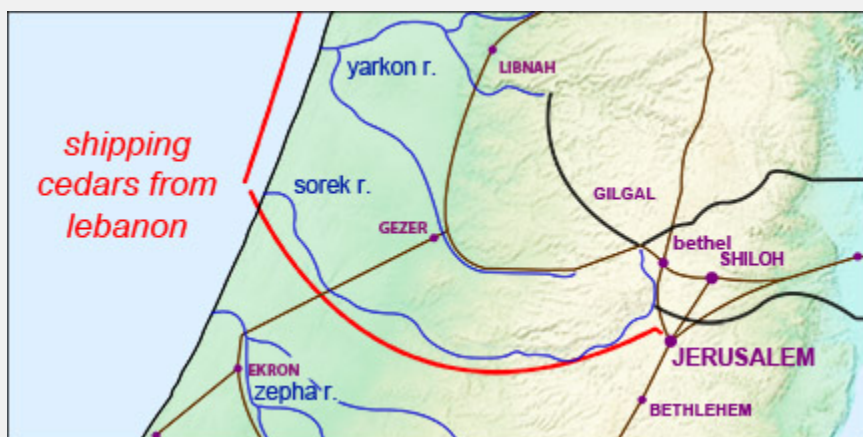 yarkon r.
LIBNAH
shipping
cedars from
lebanon
sorek r.
GILGAL
GEZER
bethel
SHILOH
JERUSALEM
EKRON
zepha r.
BETHLEHEM